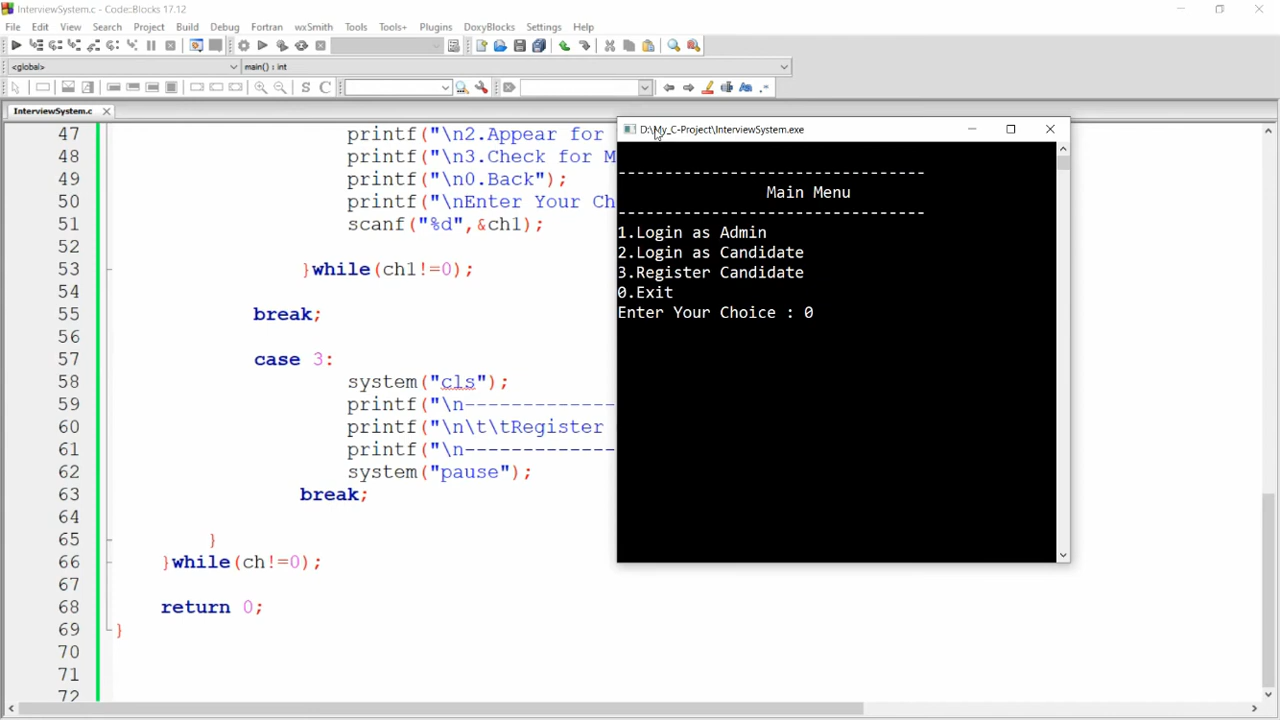 InterviewSystem.c - Code::Blocks 17.12
File Edit View Search Project Build Debug Fortran wxSmith Tools Tools+ Plugins DoxyBlocks Settings Help
<global> main() : int
S C
InterviewSystem.c
47 printf("\n2.Appear for
48 printf("\n3.Check for M
49 printf("\n0.Back");
50 printf("\nEnter Your Ch
51 scanf("%d",&ch1);
52
53 }while(ch1!=0);
54
55 break;
56
57 case 3:
58 system("cls");
59 printf("\n-------------
60 printf("\n\t\tRegister
61 printf("\n-------------
62 system("pause");
63 break;
64
65 }
66 }while(ch!=0);
67
68 return 0;
69 }
70
71
72
D:\My_C-Project\InterviewSystem.exe
---------------------------------
Main Menu
---------------------------------
1.Login as Admin
2.Login as Candidate
3.Register Candidate
0.Exit
Enter Your Choice : 0